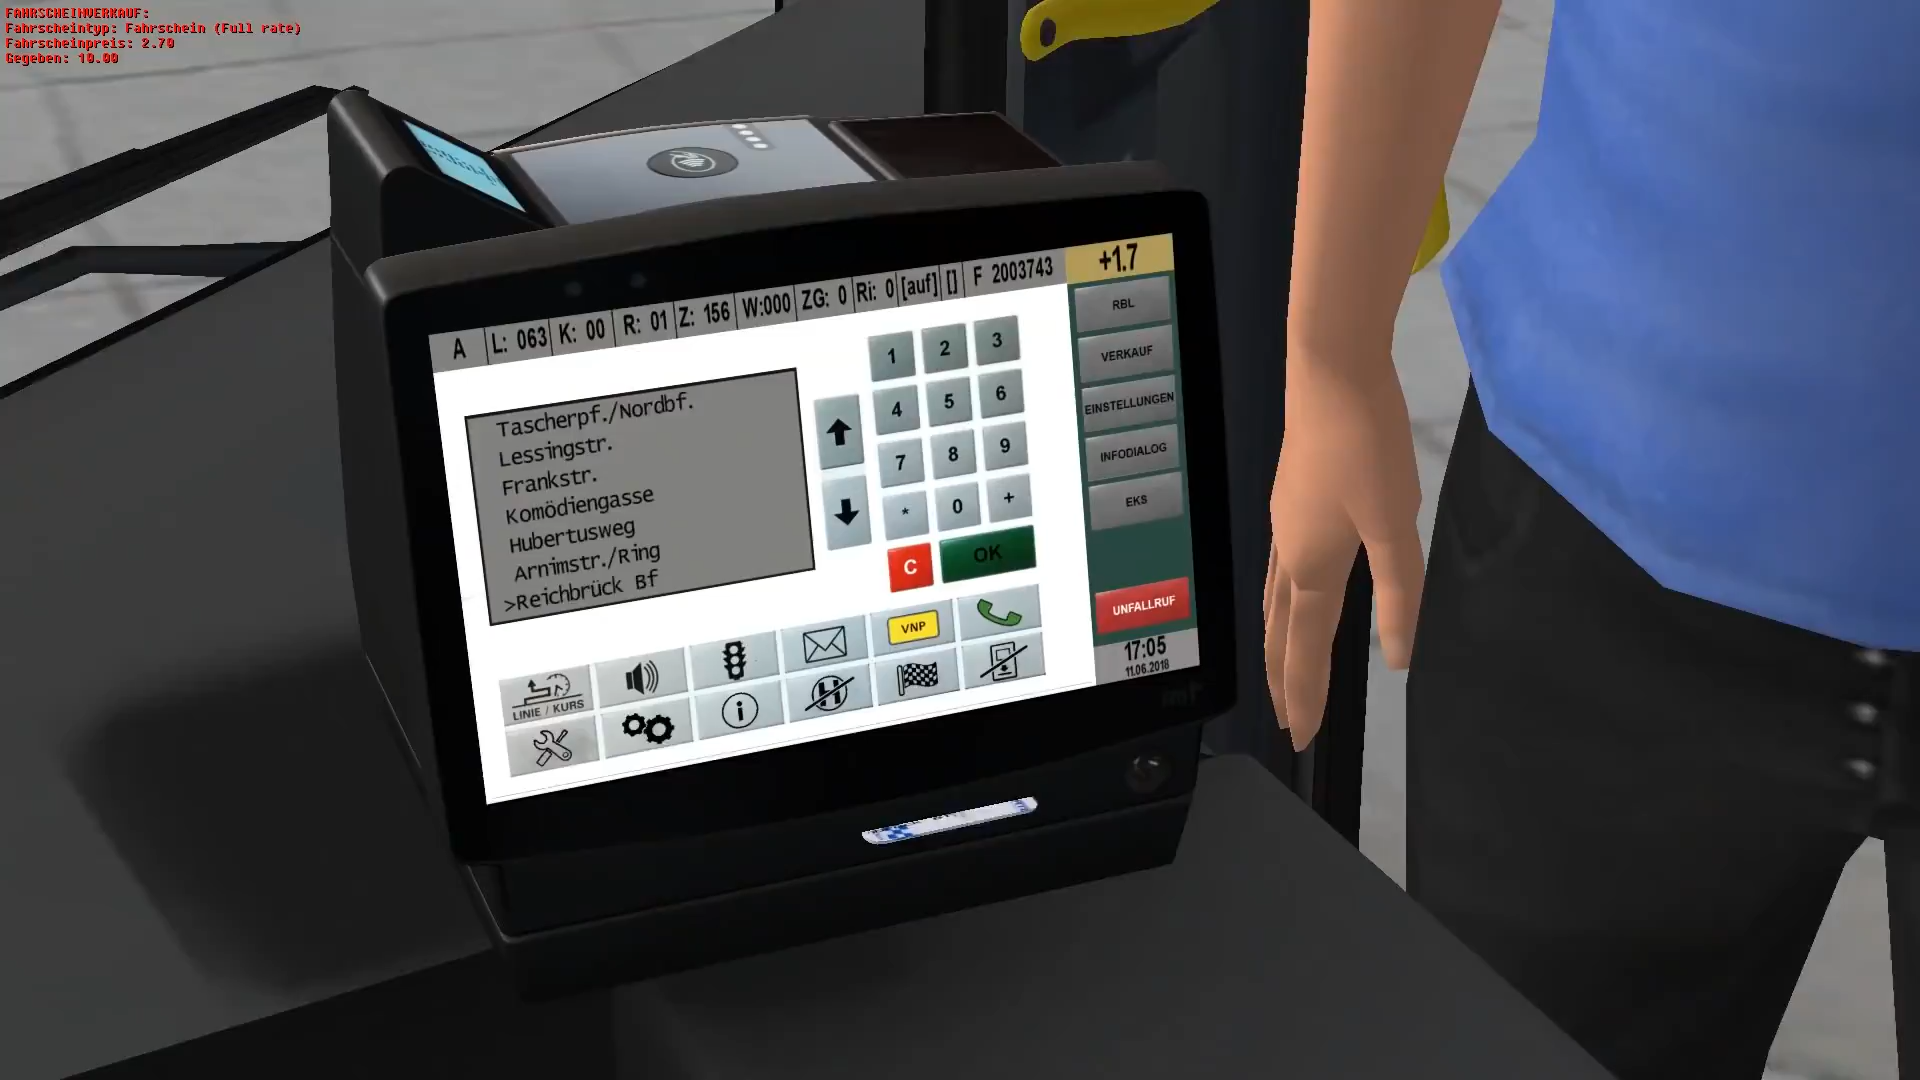 FAHRSCHEINVERKAUF:
Fahrscheintyp: Fahrschein (Full rate)
Fahrscheinpreis: 2.70
Gegeben: 10.00
A L: 063 K: 00 R: 01 Z: 156 W:000 ZG: 0 Ri: 0 [auf] [] F 2003743
+1.7
Tascherpf./Nordbf.
Lessingstr.
Frankstr.
Komödiengasse
Hubertusweg
Arnimstr./Ring
>Reichbrück Bf
1 2 3
4 5 6
7 8 9
* 0 +
C OK
RBL
VERKAUF
EINSTELLUNGEN
INFODIALOG
EKS
UNFALLRUF
17:05
11.06.2018
VNP
LINIE / KURS
H
i